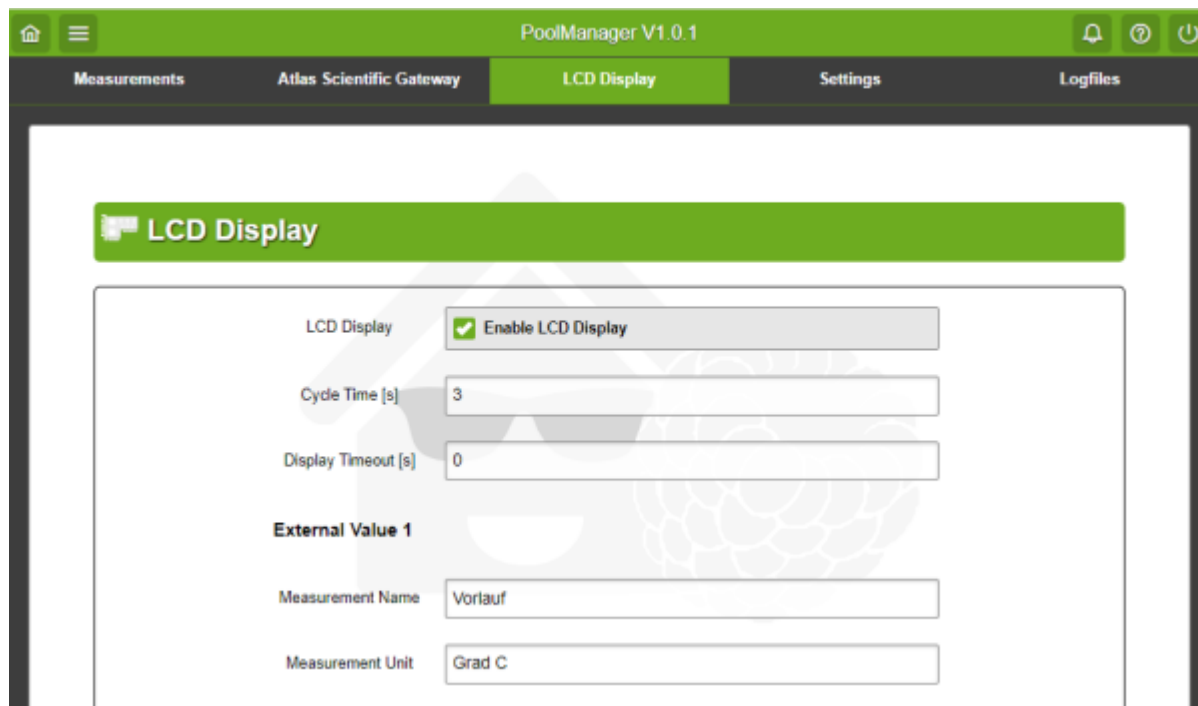 PoolManager V1.0.1
Measurements Atlas Scientific Gateway LCD Display Settings Logfiles
LCD Display
LCD Display Enable LCD Display
Cycle Time [s] 3
Display Timeout [s] 0
External Value 1
Measurement Name Vorlauf
Measurement Unit Grad C